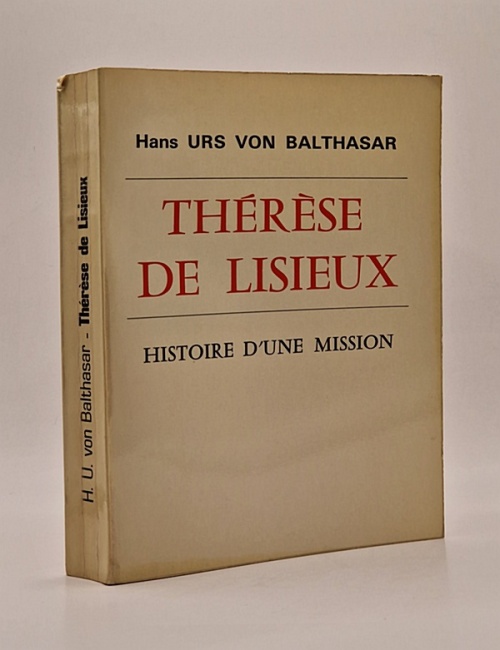 Hans URS VON BALTHASAR
THÉRÈSE
DE LISIEUX
HISTOIRE D'UNE MISSION
H. U. von Balthasar - Thérèse de Lisieux